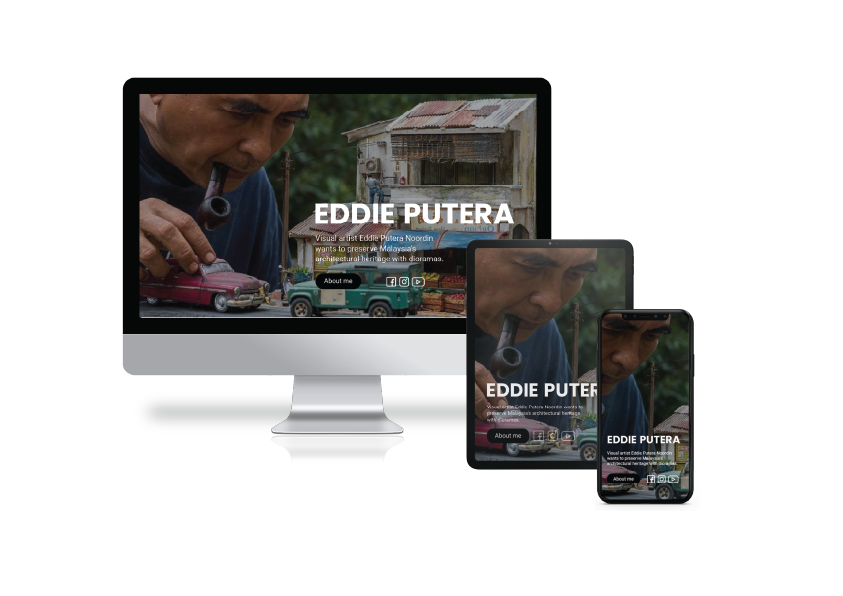 EDDIE PUTERA
Visual artist Eddie Putera Noordin
wants to preserve Malaysia's
architectural heritage with dioramas.
About me
EDDIE PUTER
Visual artist Eddie Putera Noordin wants to
preserve Malaysia's architectural heritage
with dioramas.
About me
EDDIE PUTERA
Visual artist Eddie Putera Noordin
wants to preserve Malaysia's
architectural heritage with dioramas.
About me